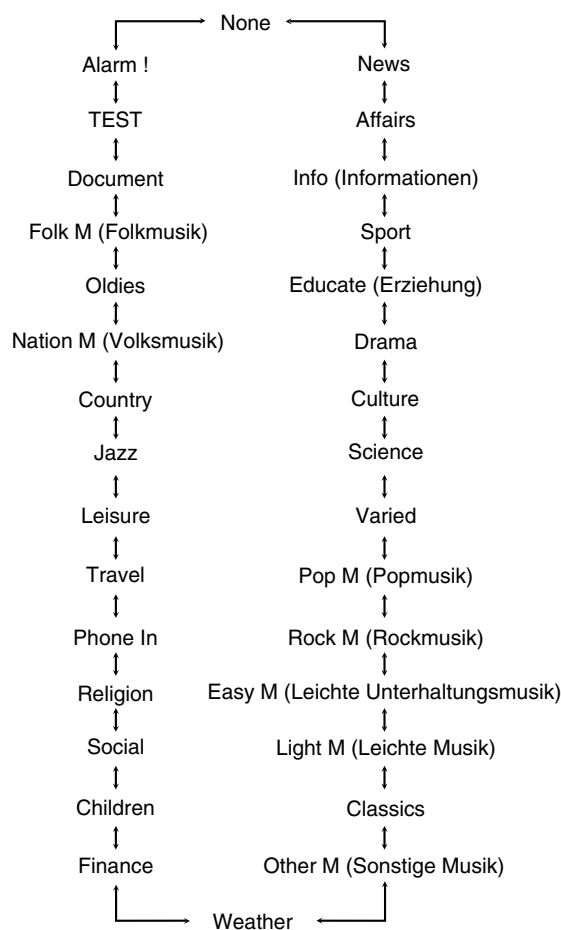 None
Alarm !
News
TEST
Affairs
Document
Info (Informationen)
Folk M (Folkmusik)
Sport
Oldies
Educate (Erziehung)
Nation M (Volksmusik)
Drama
Country
Culture
Jazz
Science
Leisure
Varied
Travel
Pop M (Popmusik)
Phone In
Rock M (Rockmusik)
Religion
Easy M (Leichte Unterhaltungsmusik)
Social
Light M (Leichte Musik)
Children
Classics
Finance
Other M (Sonstige Musik)
Weather